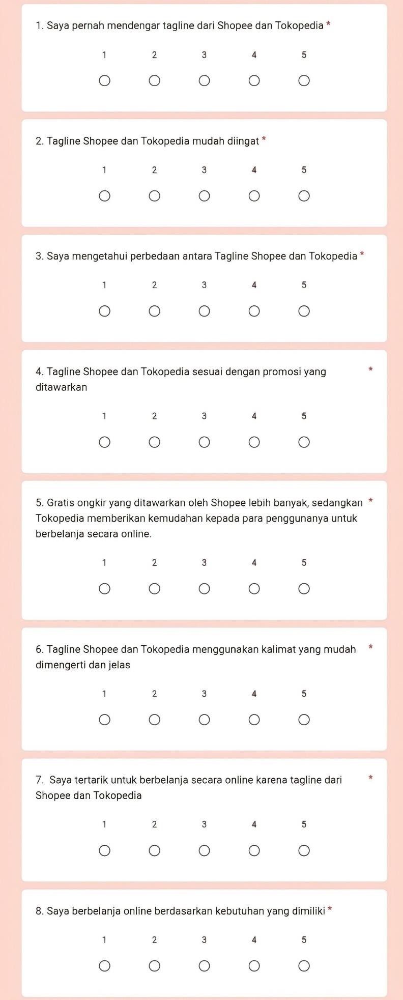 1. Saya pernah mendengar tagline dari Shopee dan Tokopedia *
1 2 3 4 5
2. Tagline Shopee dan Tokopedia mudah diingat *
1 2 3 4 5
3. Saya mengetahui perbedaan antara Tagline Shopee dan Tokopedia *
1 2 3 4 5
4. Tagline Shopee dan Tokopedia sesuai dengan promosi yang *
ditawarkan
1 2 3 4 5
5. Gratis ongkir yang ditawarkan oleh Shopee lebih banyak, sedangkan *
Tokopedia memberikan kemudahan kepada para penggunanya untuk
berbelanja secara online.
1 2 3 4 5
6. Tagline Shopee dan Tokopedia menggunakan kalimat yang mudah *
dimengerti dan jelas
1 2 3 4 5
7. Saya tertarik untuk berbelanja secara online karena tagline dari *
Shopee dan Tokopedia
1 2 3 4 5
8. Saya berbelanja online berdasarkan kebutuhan yang dimiliki *
1 2 3 4 5